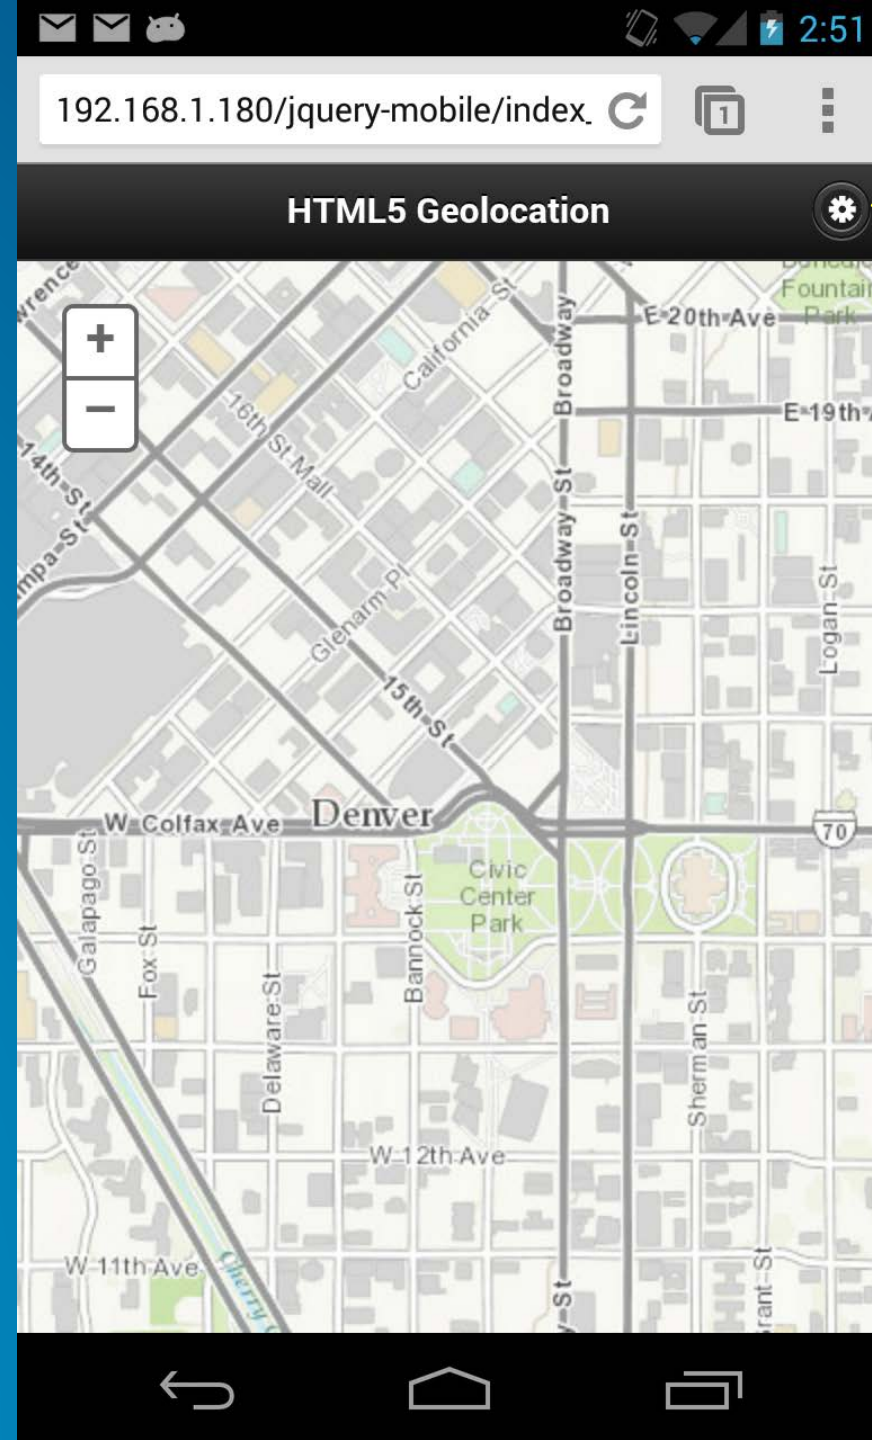 2:51
192.168.1.180/jquery-mobile/index_
1
HTML5 Geolocation
Fountain
Park
E 20th Ave
California St
Broadway
16th St Mall
E 19th
14th St
Broadway St
Lincoln St
Logan St
Glenarm Pl
15th St
W Colfax Ave
Denver
70
Galapago St
Civic
Center
Park
Bannock St
Fox St
Delaware St
Sherman St
W 12th Ave
W 11th Ave
Cherry
St